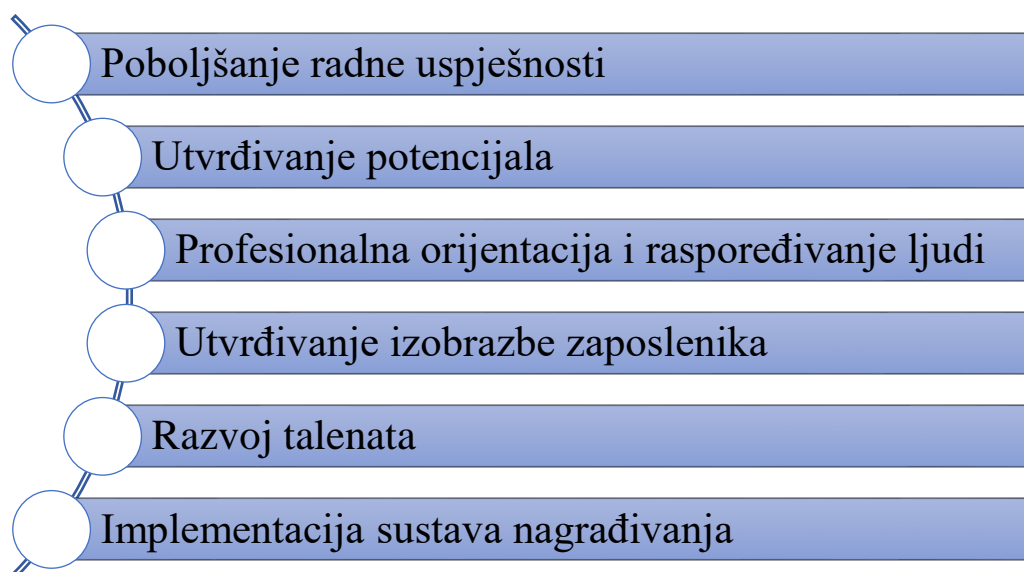 Poboljšanje radne uspješnosti
Utvrđivanje potencijala
Profesionalna orijentacija i raspoređivanje ljudi
Utvrđivanje izobrazbe zaposlenika
Razvoj talenata
Implementacija sustava nagrađivanja